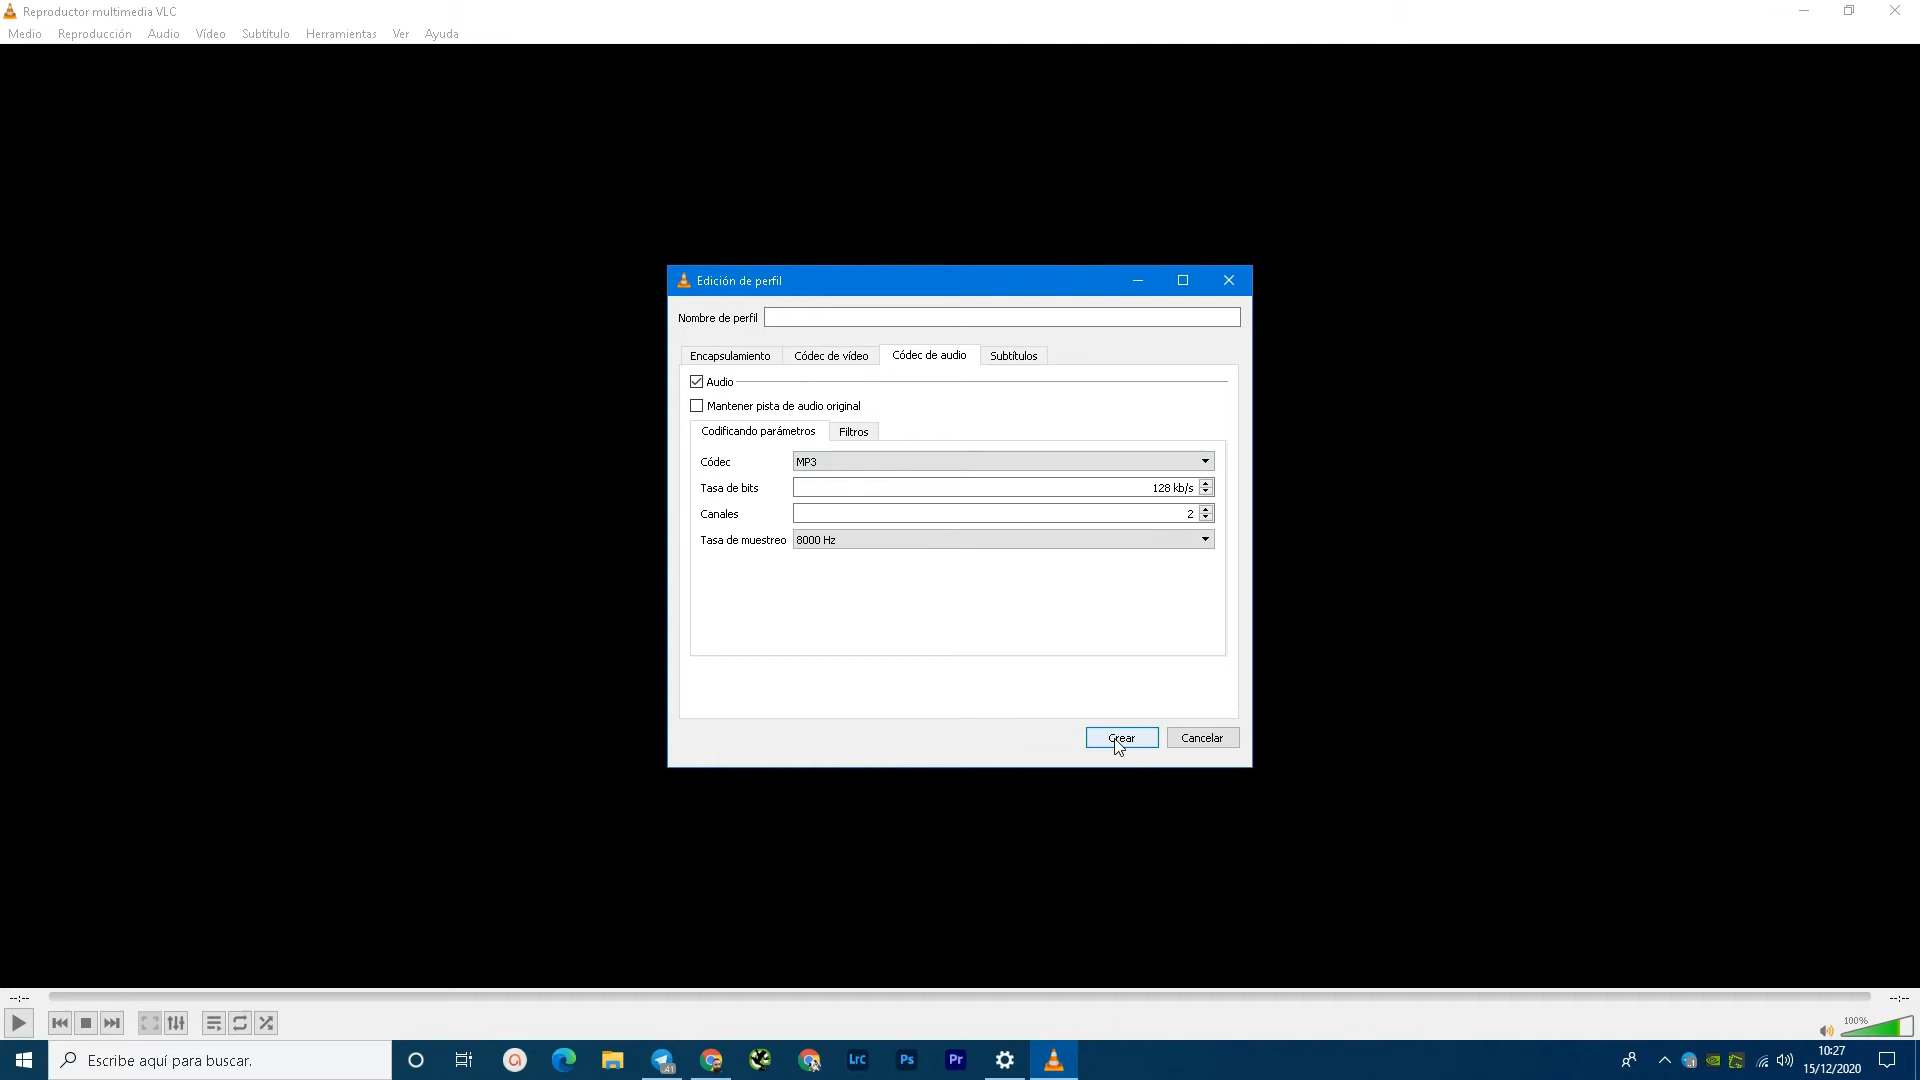 Reproductor multimedia VLC
Medio Reproducción Audio Vídeo Subtítulo Herramientas Ver Ayuda
Edición de perfil
Nombre de perfil
Encapsulamiento Códec de vídeo Códec de audio Subtítulos
Audio
Mantener pista de audio original
Codificando parámetros Filtros
Códec MP3
Tasa de bits 128 kb/s
Canales 2
Tasa de muestreo 8000 Hz
Crear Cancelar
--:-- --:--
100%
Escribe aquí para buscar.
41
Lrc Ps Pr
10:27
15/12/2020